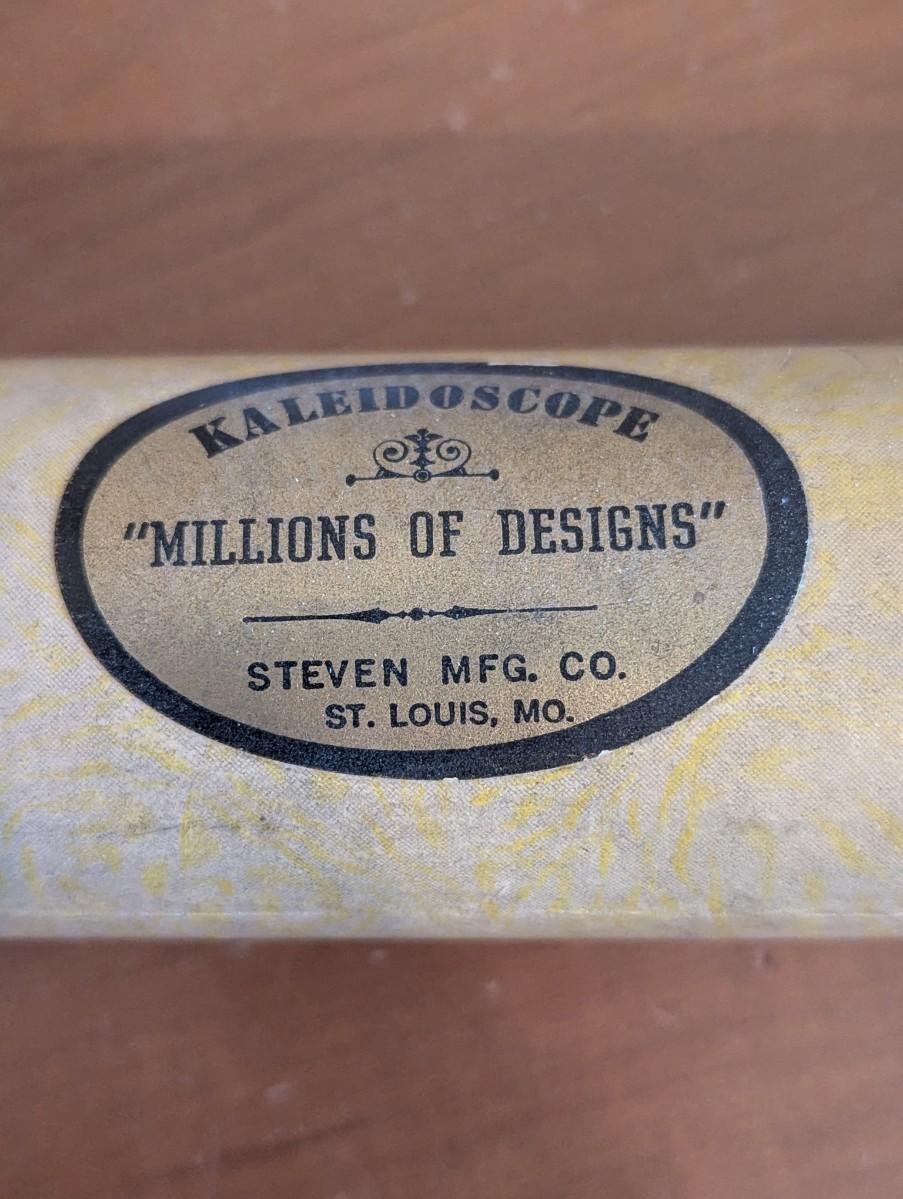 KALEIDOSCOPE
"MILLIONS OF DESIGNS"
STEVEN MFG. CO.
ST. LOUIS, MO.